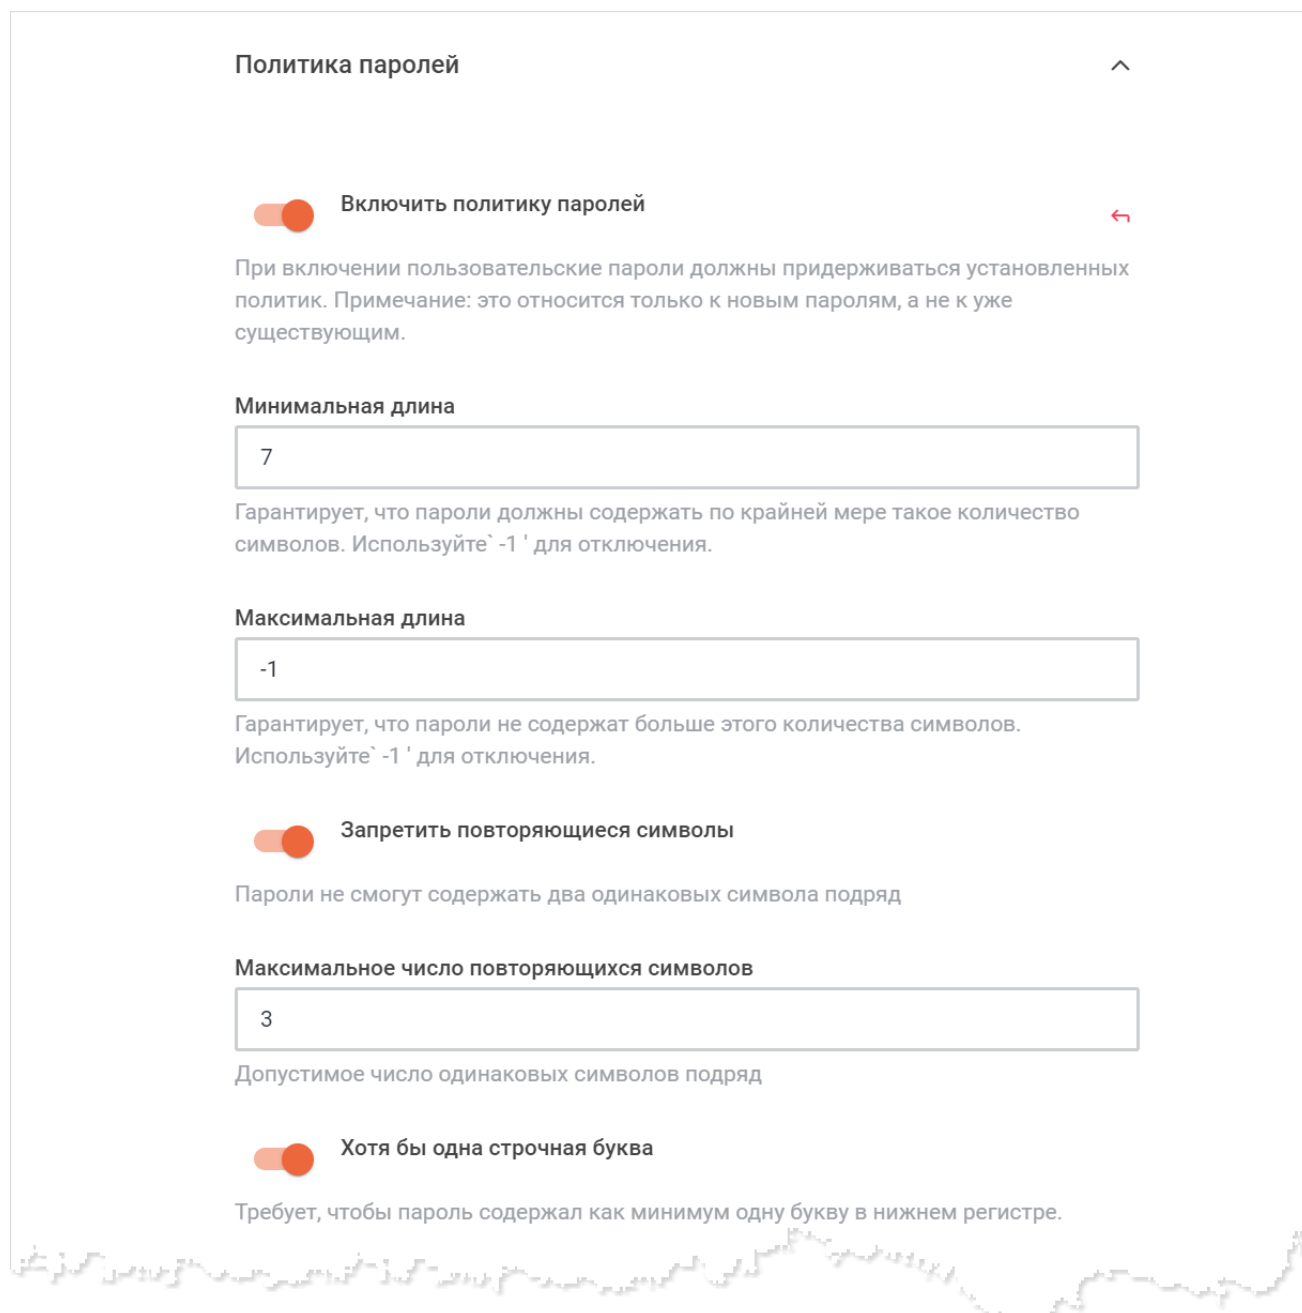 Политика паролей
Включить политику паролей
При включении пользовательские пароли должны придерживаться установленных
политик. Примечание: это относится только к новым паролям, а не к уже
существующим.
Минимальная длина
7
Гарантирует, что пароли должны содержать по крайней мере такое количество
символов. Используйте` -1 ' для отключения.
Максимальная длина
-1
Гарантирует, что пароли не содержат больше этого количества символов.
Используйте` -1 ' для отключения.
Запретить повторяющиеся символы
Пароли не смогут содержать два одинаковых символа подряд
Максимальное число повторяющихся символов
3
Допустимое число одинаковых символов подряд
Хотя бы одна строчная буква
Требует, чтобы пароль содержал как минимум одну букву в нижнем регистре.